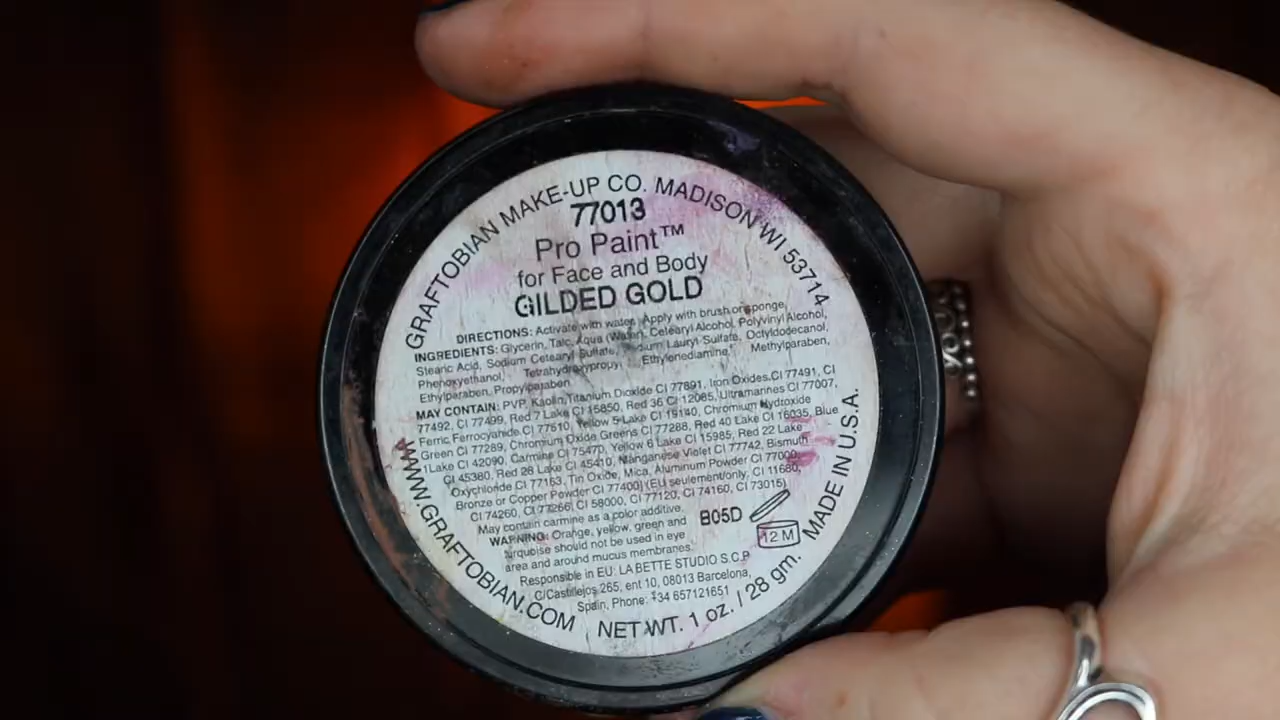 GRAFTOBIAN MAKE-UP CO. MADISON WI 53714
77013
Pro Paint™
for Face and Body
GILDED GOLD
DIRECTIONS: Activate with water. Apply with brush or sponge.
INGREDIENTS: Glycerin, Talc, Aqua (Water), Cetearyl Alcohol, Polyvinyl Alcohol,
Stearic Acid, Sodium Cetearyl Sulfate, Sodium Lauryl Sulfate, Octyldodecanol,
Phenoxyethanol, Tetrahydroxypropyl Ethylenediamine, Methylparaben,
Ethylparaben, Propylparaben
MAY CONTAIN: PVP, Kaolin, Titanium Dioxide CI 77891, Iron Oxides CI 77491, CI
77492, CI 77499, Red 7 Lake CI 15850, Red 36 CI 12085, Ultramarines CI 77007,
Ferric Ferrocyanide CI 77510, Yellow 5 Lake CI 19140, Chromium Hydroxide
Green CI 77289, Chromium Oxide Greens CI 77288, Red 40 Lake CI 16035, Blue
1 Lake CI 42090, Carmine CI 75470, Yellow 6 Lake CI 15985, Red 22 Lake
CI 45380, Red 28 Lake CI 45410, Manganese Violet CI 77742, Bismuth
Oxychloride CI 77163, Tin Oxide, Mica, Aluminum Powder CI 77000,
Bronze or Copper Powder CI 77400) (EU seulement/only, CI 11680,
CI 74260, CI 77266, CI 58000, CI 77120, CI 74160, CI 73015)
May contain carmine as a color additive.
WARNING: Orange, yellow, green and
turquoise should not be used in eye
area and around mucus membranes.
B05D
12 M
Responsible in EU: LA BETTE STUDIO S.C.P
C/Castillejos 265, ent 10, 08013 Barcelona,
Spain, Phone: +34 657121651
WWW.GRAFTOBIAN.COM
NET WT. 1 oz. / 28 gm.
MADE IN U.S.A.